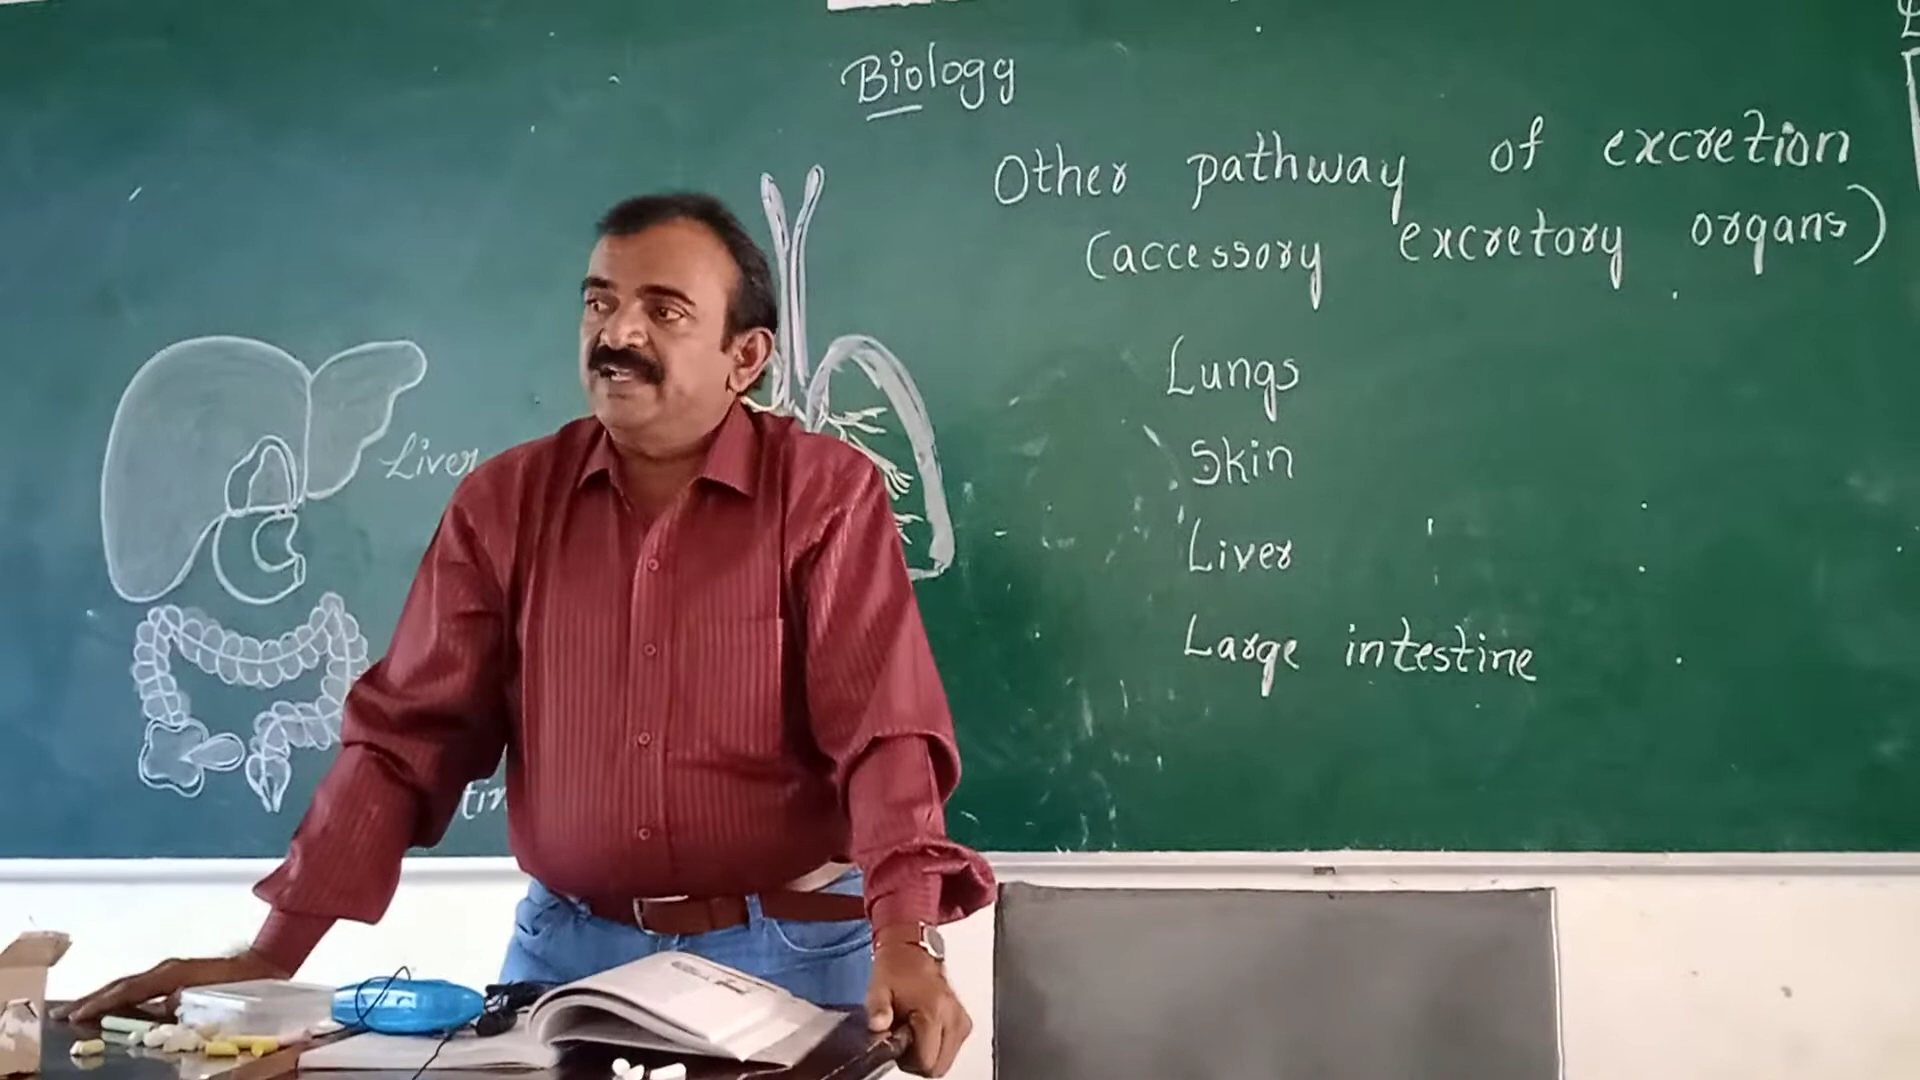 Biology
Other pathway of excretion
(accessory excretory organs)
Lungs
Skin
Liver
Large intestine
Liver